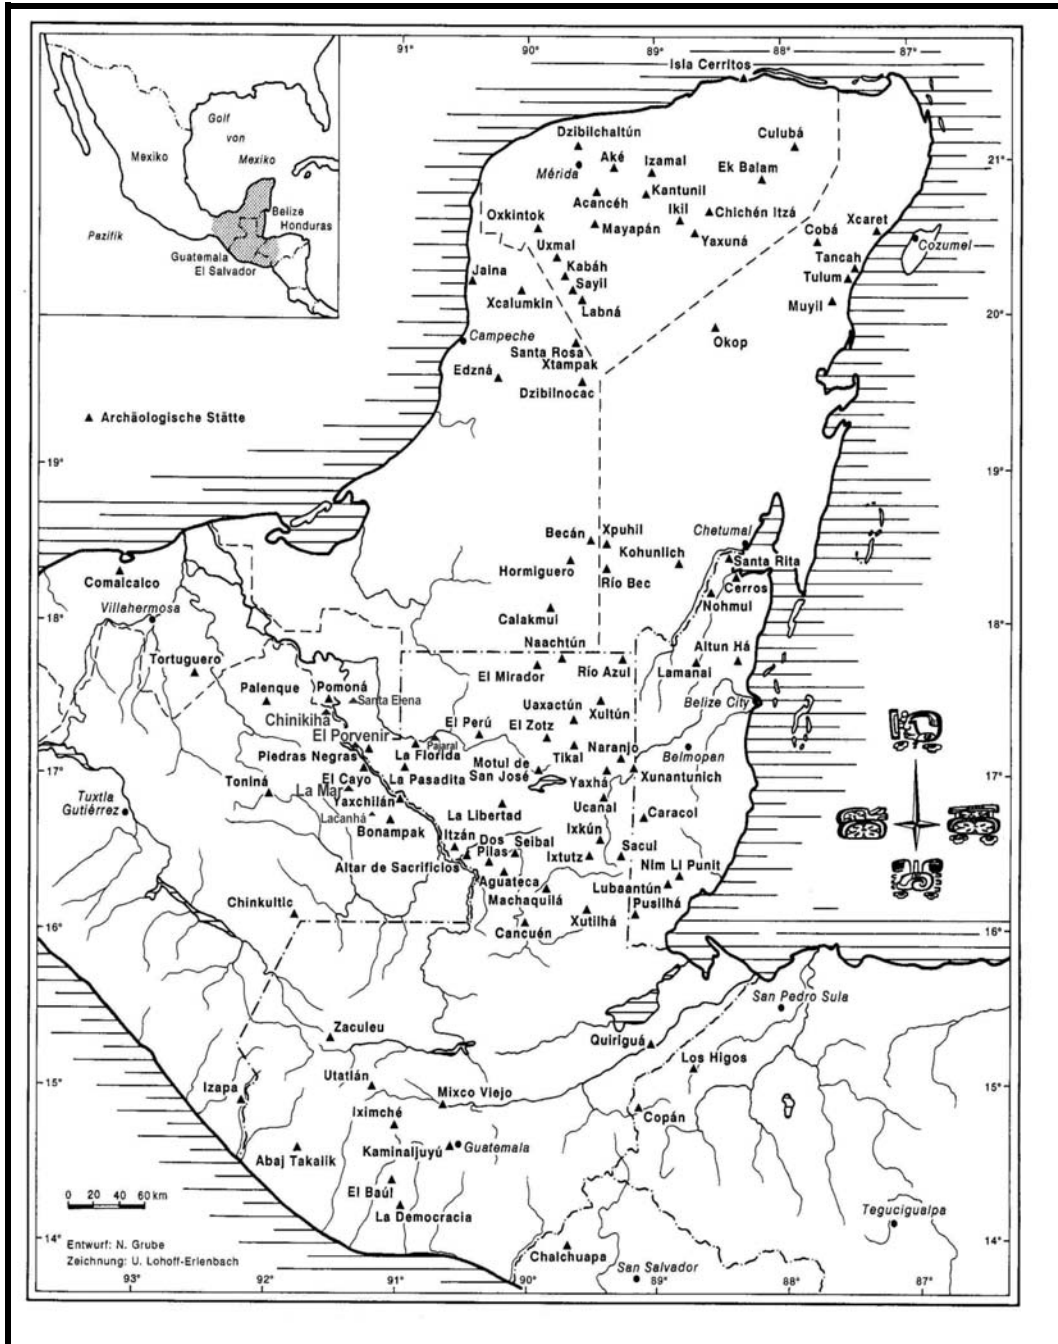 91°
90°
89°
88°
87°
Isla Cerritos
Golf
von
Mexiko
Mexiko
Pazifik
Belize
Honduras
Guatemala
El Salvador
Dzibilchaltún
Culubá
Mérida
Aké
Izamal
Ek Balam
21°
Acancéh
Kantunil
Oxkintok
Mayapán
Ikil
Chichén Itzá
Xcaret
Uxmal
Yaxuná
Cobá
Cozumel
Jaina
Kabáh
Tancah
Sayil
Tulum
Xcalumkin
Labná
Muyil
20°
Campeche
Santa Rosa
Xtampak
Okop
Edzná
Dzibilnocac
Archäologische Stätte
19°
19°
Becán
Xpuhil
Chetumal
Kohunlich
Santa Rita
Comalcalco
Hormiguero
Río Bec
Cerros
Villahermosa
Nohmul
18°
Calakmul
18°
Naachtún
Altun Há
Tortuguero
El Mirador
Río Azul
Lamanai
Palenque
Pomoná
Santa Elena
Uaxactún
Xultún
Belize City
Chinikihá
El Perú
El Zotz
El Porvenir
Pajaral
Naranjo
Belmopan
Piedras Negras
La Florida
Motul de
San José
Tikal
17°
Toniná
El Cayo
La Pasadita
Yaxhá
Xunantunich
17°
Tuxtla
Gutiérrez
La Mar
Yaxchilán
La Libertad
Ucanal
Caracol
Lacanhá
Bonampak
Itzán
Dos
Pilas
Seibal
Ixkún
Sacul
Altar de Sacrificios
Ixtutz
Nim Li Punit
Aguateca
Lubaantún
Chinkultic
Machaquilá
Pusilhá
16°
Cancuén
Xutilhá
16°
San Pedro Sula
Zaculeu
Quiriguá
Los Higos
Utatlán
15°
Izapa
Mixco Viejo
15°
Iximché
Copán
Abaj Takalik
Kaminaljuyú
Guatemala
El Baúl
0 20 40 60 km
La Democracia
Tegucigualpa
14°
Entwurf: N. Grube
Chalchuapa
14°
Zeichnung: U. Lohoff-Erlenbach
San Salvador
93°
92°
91°
90°
89°
88°
87°